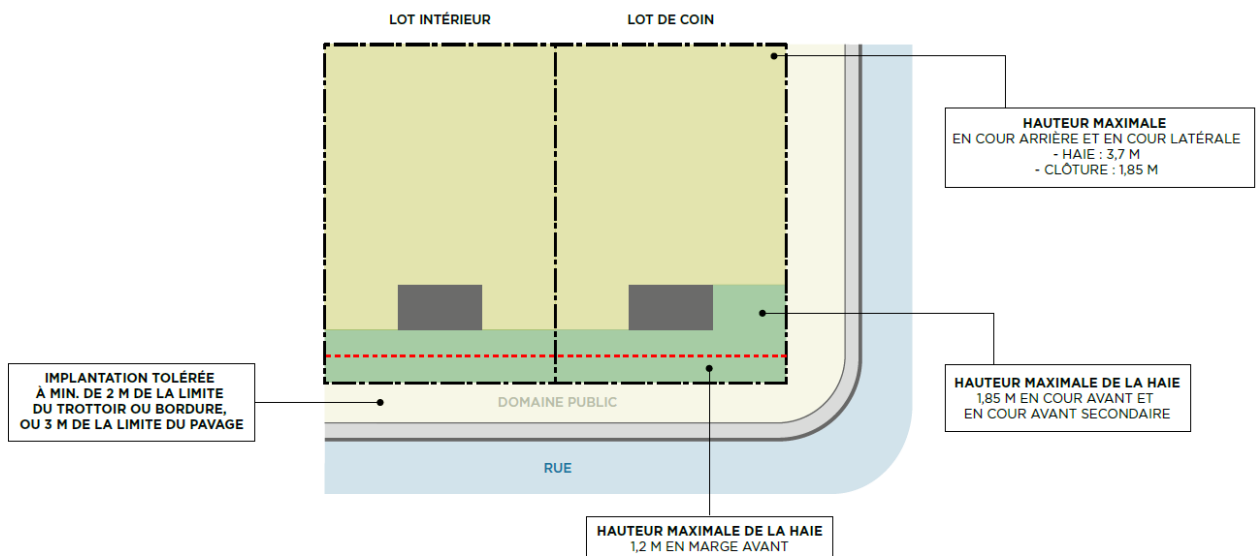 LOT INTÉRIEUR
LOT DE COIN
HAUTEUR MAXIMALE
EN COUR ARRIÈRE ET EN COUR LATÉRALE
- HAIE : 3,7 M
- CLÔTURE : 1,85 M
IMPLANTATION TOLÉRÉE
À MIN. DE 2 M DE LA LIMITE
DU TROTTOIR OU BORDURE,
OU 3 M DE LA LIMITE DU PAVAGE
HAUTEUR MAXIMALE DE LA HAIE
1,85 M EN COUR AVANT ET
EN COUR AVANT SECONDAIRE
DOMAINE PUBLIC
RUE
HAUTEUR MAXIMALE DE LA HAIE
1,2 M EN MARGE AVANT